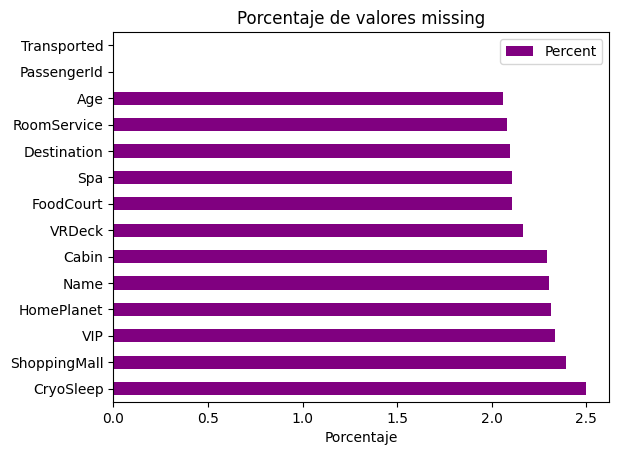 Porcentaje de valores missing
Percent
Transported
PassengerId
Age
RoomService
Destination
Spa
FoodCourt
VRDeck
Cabin
Name
HomePlanet
VIP
ShoppingMall
CryoSleep
0.0 0.5 1.0 1.5 2.0 2.5
Porcentaje